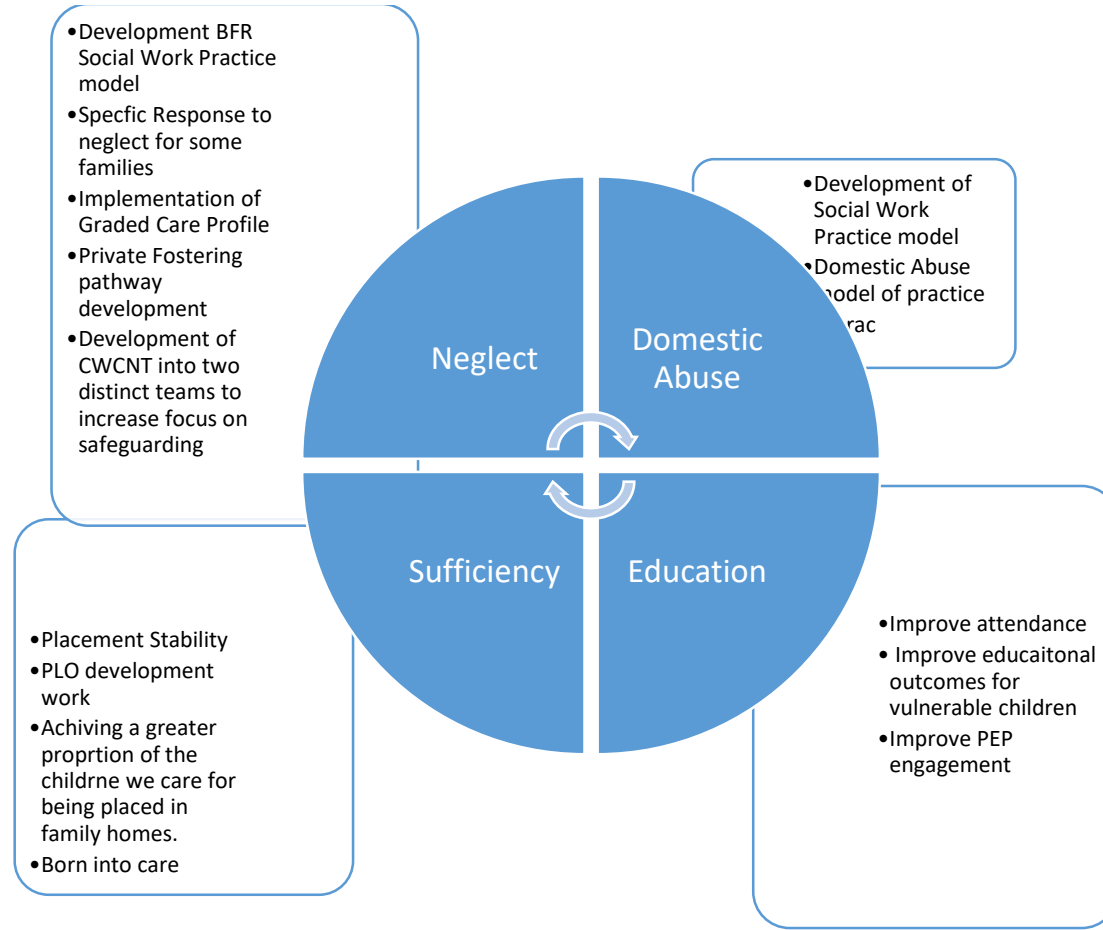 •Development BFR
Social Work Practice
model
•Specfic Response to
neglect for some
families
•Implementation of
Graded Care Profile
•Private Fostering
pathway
development
•Development of
CWCNT into two
distinct teams to
increase focus on
safeguarding
•Development of
Social Work
Practice model
•Domestic Abuse
of practice
Neglect
Domestic
Abuse
Sufficiency
Education
•Placement Stability
•PLO development
work
•Achiving a greater
proprtion of the
childrne we care for
being placed in
family homes.
•Born into care
•Improve attendance
• Improve educaitonal
outcomes for
vulnerable children
•Improve PEP
engagement